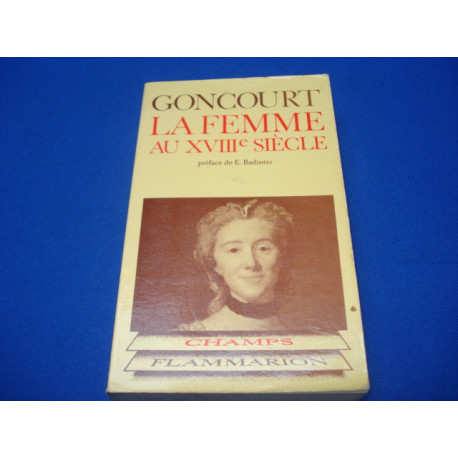 GONCOURT
LA FEMME
AU XVIIIe SIÈCLE
préface de E. Badinter
CHAMPS
FLAMMARION